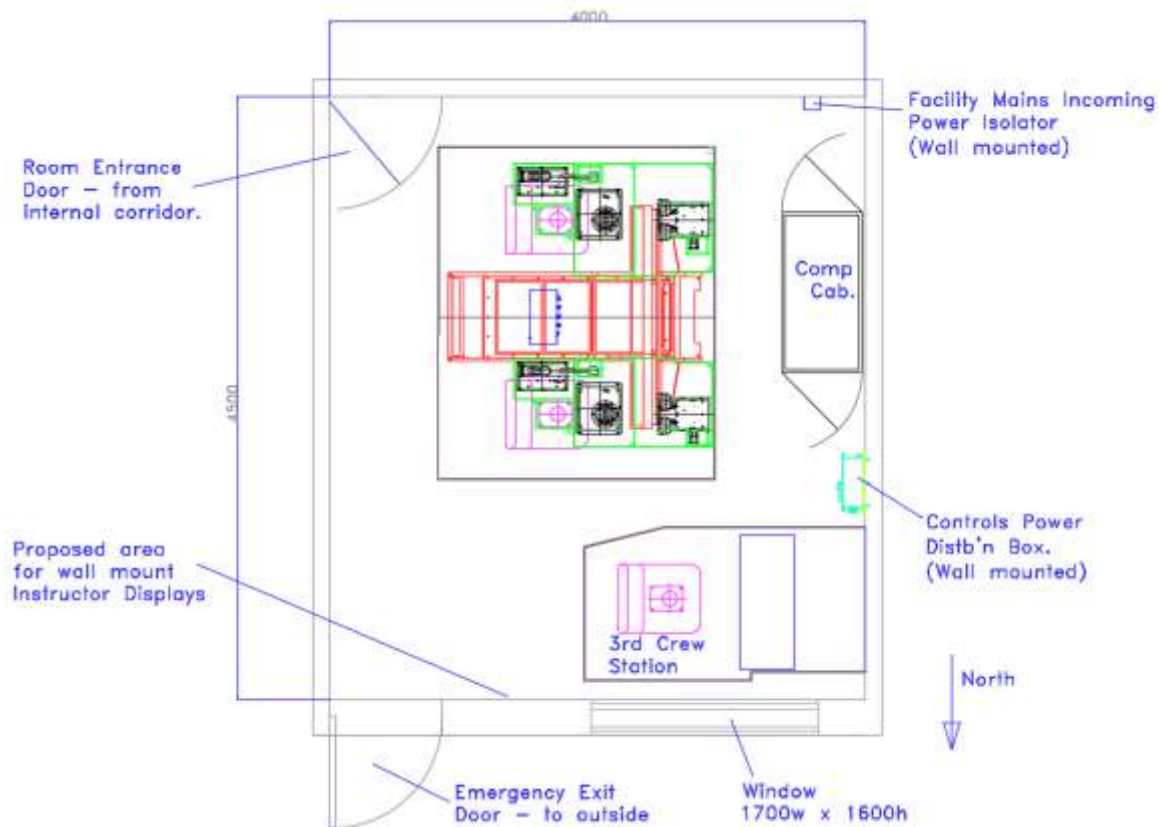 4000
Facility Mains Incoming
Power Isolator
(Wall mounted)
Room Entrance
Door – from
internal corridor.
Comp
Cab.
4500
Proposed area
for wall mount
Instructor Displays
Controls Power
Distb'n Box.
(Wall mounted)
3rd Crew
Station
North
Emergency Exit
Door – to outside
Window
1700w x 1600h